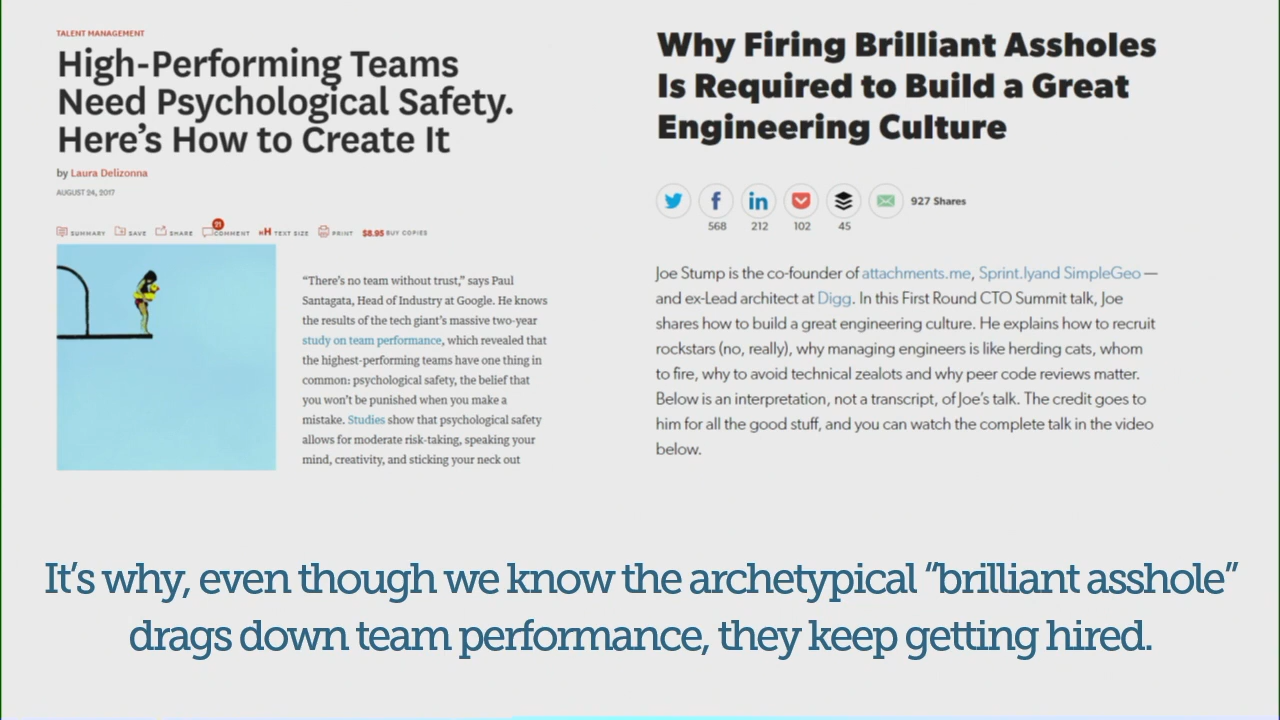 TALENT MANAGEMENT
High-Performing Teams
Need Psychological Safety.
Here's How to Create It
by Laura Delizonna
AUGUST 24, 2017
SUMMARY SAVE SHARE 21 COMMENT TEXT SIZE PRINT $8.95 BUY COPIES
"There's no team without trust," says Paul
Santagata, Head of Industry at Google. He knows
the results of the tech giant's massive two-year
study on team performance, which revealed that
the highest-performing teams have one thing in
common: psychological safety, the belief that
you won't be punished when you make a
mistake. Studies show that psychological safety
allows for moderate risk-taking, speaking your
mind, creativity, and sticking your neck out
Why Firing Brilliant Assholes
Is Required to Build a Great
Engineering Culture
927 Shares
568 212 102 45
Joe Stump is the co-founder of attachments.me, Sprint.lyand SimpleGeo —
and ex-Lead architect at Digg. In this First Round CTO Summit talk, Joe
shares how to build a great engineering culture. He explains how to recruit
rockstars (no, really), why managing engineers is like herding cats, whom
to fire, why to avoid technical zealots and why peer code reviews matter.
Below is an interpretation, not a transcript, of Joe's talk. The credit goes to
him for all the good stuff, and you can watch the complete talk in the video
below.
It's why, even though we know the archetypical "brilliant asshole"
drags down team performance, they keep getting hired.